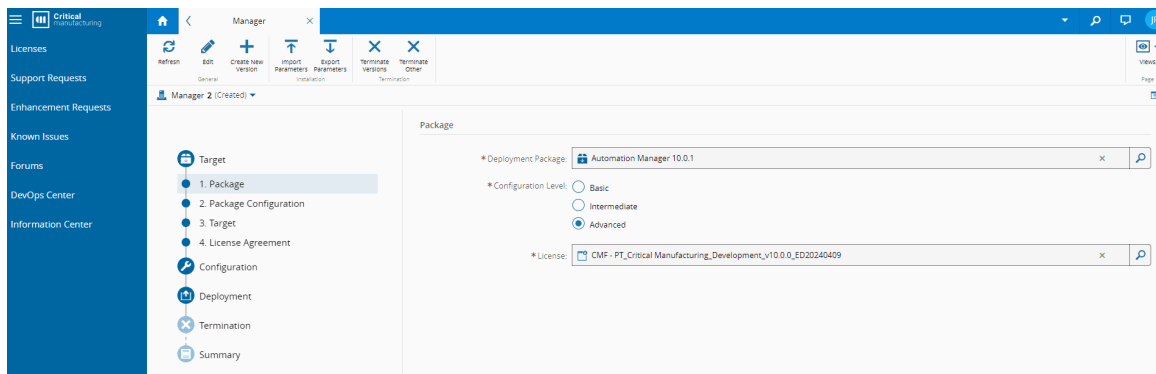 Critical
manufacturing
Manager
JR
Licenses
Support Requests
Enhancement Requests
Known Issues
Forums
DevOps Center
Information Center
Refresh
Edit
Create New
Version
General
Import
Parameters
Export
Parameters
Installation
Terminate
Versions
Terminate
Other
Termination
Views
Page
Manager 2 (Created)
Target
1. Package
2. Package Configuration
3. Target
4. License Agreement
Configuration
Deployment
Termination
Summary
Package
*Deployment Package: Automation Manager 10.0.1
*Configuration Level: Basic
Intermediate
Advanced
*License: CMF - PT_Critical Manufacturing_Development_v10.0.0_ED20240409